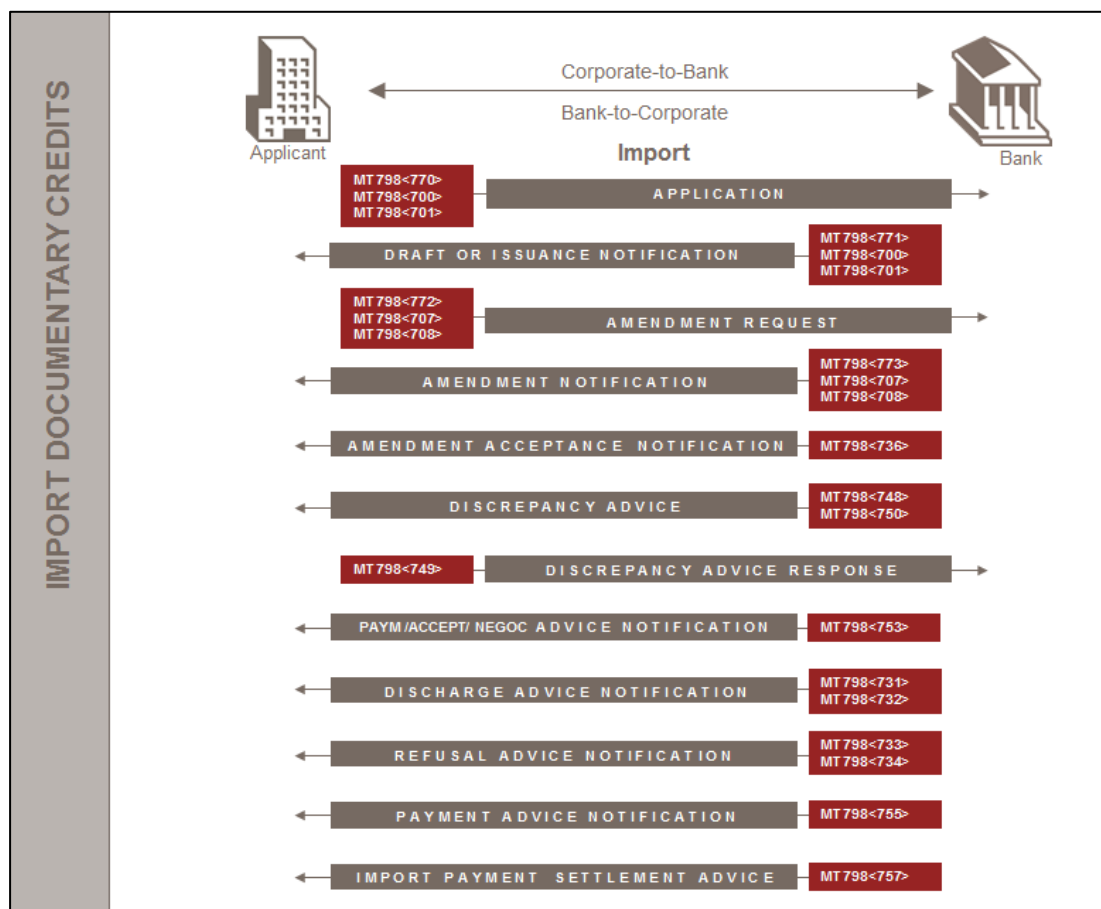 IMPORT DOCUMENTARY CREDITS
Corporate-to-Bank
Bank-to-Corporate
Applicant
Import
Bank
MT798<770>
MT798<700>
MT798<701>
APPLICATION
DRAFT OR ISSUANCE NOTIFICATION
MT798<771>
MT798<700>
MT798<701>
MT798<772>
MT798<707>
MT798<708>
AMENDMENT REQUEST
AMENDMENT NOTIFICATION
MT798<773>
MT798<707>
MT798<708>
AMENDMENT ACCEPTANCE NOTIFICATION
MT798<736>
DISCREPANCY ADVICE
MT798<748>
MT798<750>
MT798<749>
DISCREPANCY ADVICE RESPONSE
PAYM/ACCEPT/ NEGOC ADVICE NOTIFICATION
MT798<753>
DISCHARGE ADVICE NOTIFICATION
MT798<731>
MT798<732>
REFUSAL ADVICE NOTIFICATION
MT798<733>
MT798<734>
PAYMENT ADVICE NOTIFICATION
MT798<755>
IMPORT PAYMENT SETTLEMENT ADVICE
MT798<757>